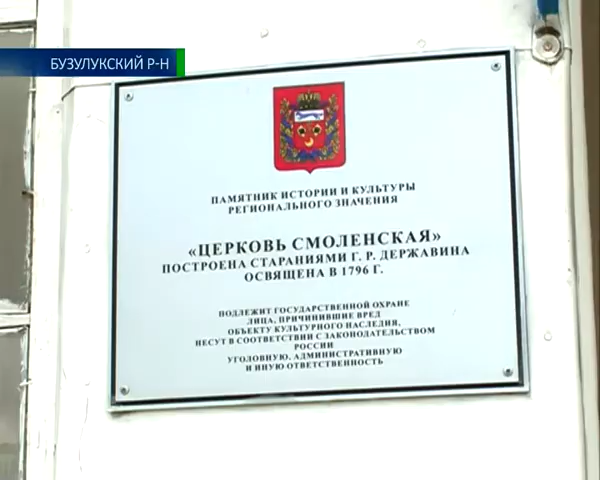 БУЗУЛУКСКИЙ Р-Н
ПАМЯТНИК ИСТОРИИ И КУЛЬТУРЫ
РЕГИОНАЛЬНОГО ЗНАЧЕНИЯ
«ЦЕРКОВЬ СМОЛЕНСКАЯ»
ПОСТРОЕНА СТАРАНИЯМИ Г. Р. ДЕРЖАВИНА
ОСВЯЩЕНА В 1796 Г.
ПОДЛЕЖИТ ГОСУДАРСТВЕННОЙ ОХРАНЕ
ЛИЦА, ПРИЧИНИВШИЕ ВРЕД
ОБЪЕКТУ КУЛЬТУРНОГО НАСЛЕДИЯ,
НЕСУТ В СООТВЕТСТВИИ С ЗАКОНОДАТЕЛЬСТВОМ
РОССИИ
УГОЛОВНУЮ, АДМИНИСТРАТИВНУЮ
И ИНУЮ ОТВЕТСТВЕННОСТЬ